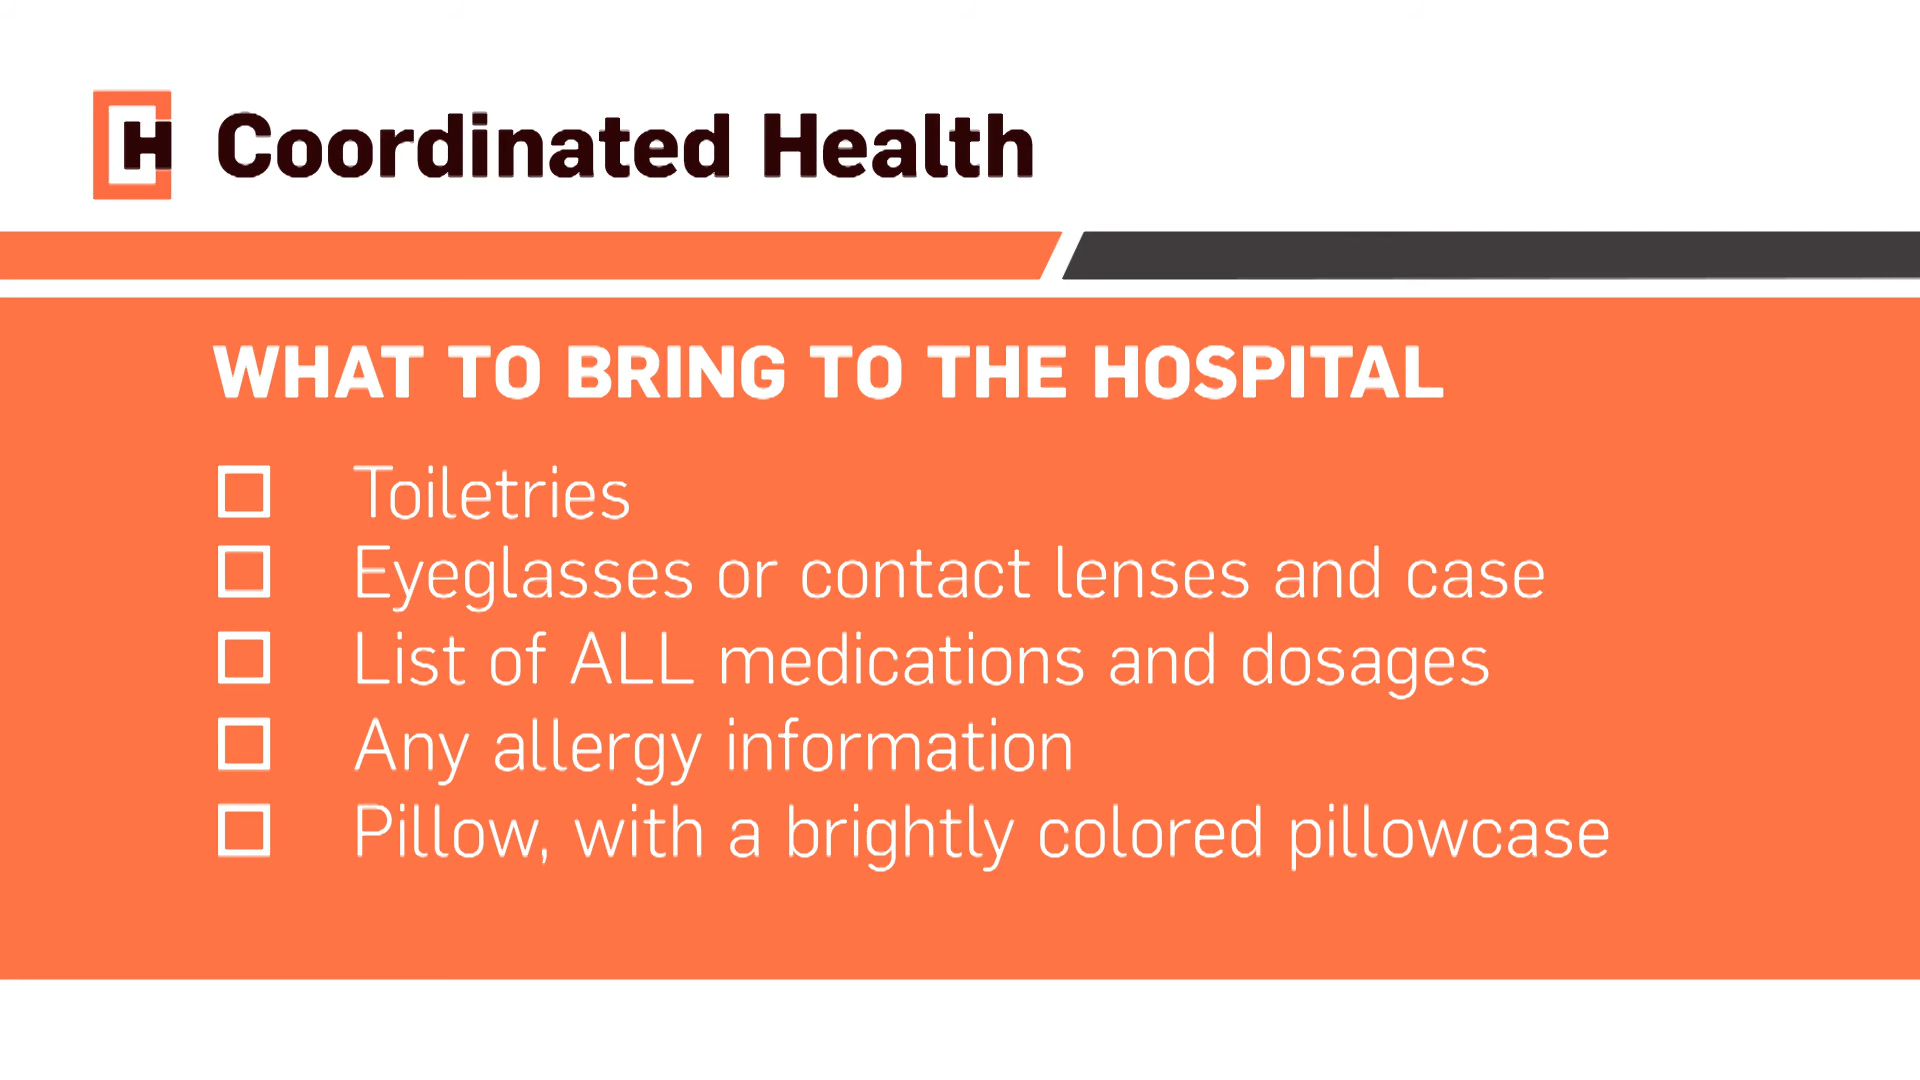 CH Coordinated Health
WHAT TO BRING TO THE HOSPITAL
Toiletries
Eyeglasses or contact lenses and case
List of ALL medications and dosages
Any allergy information
Pillow, with a brightly colored pillowcase